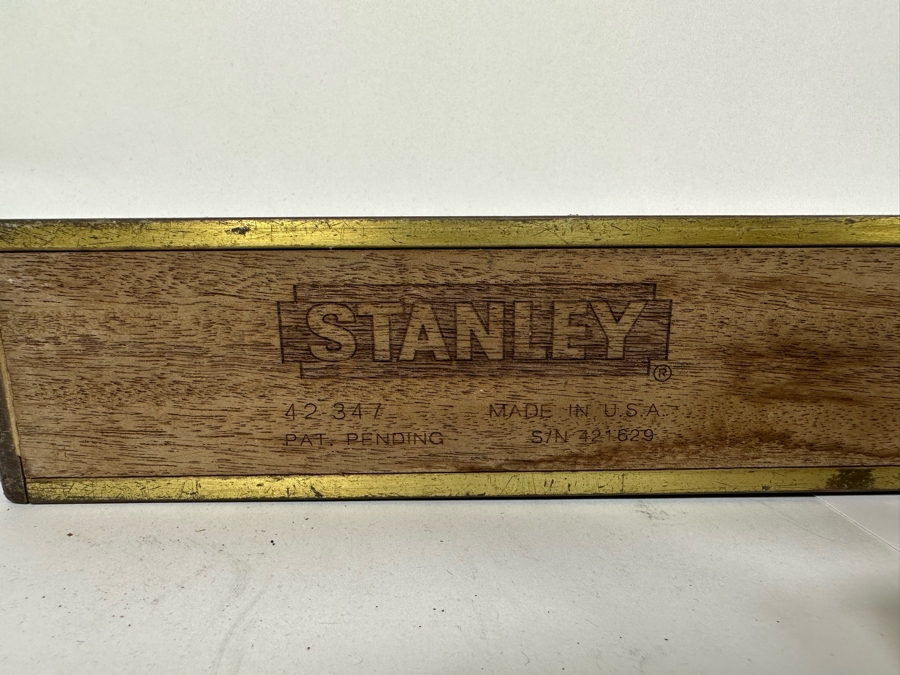 STANLEY
®
42 347 MADE IN U.S.A.
PAT. PENDING S/N 421629